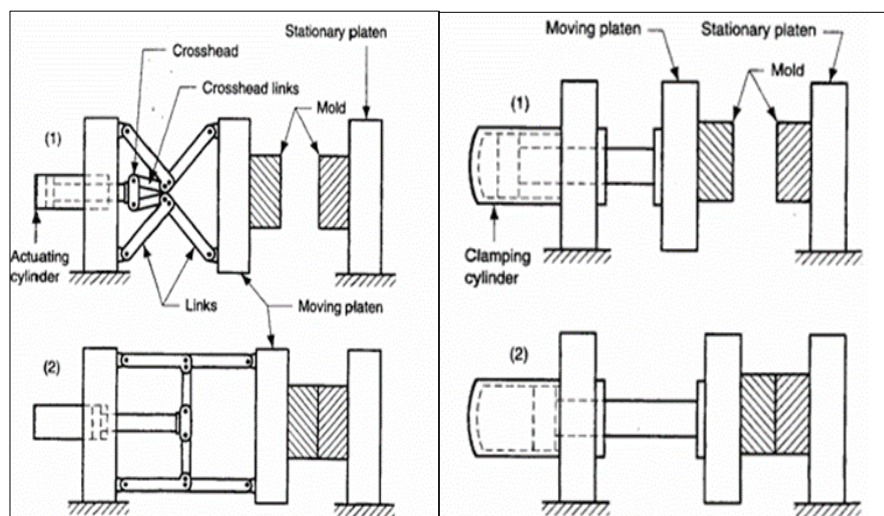 Stationary platen
Crosshead
Crosshead links
Mold
(1)
Actuating
cylinder
Links
Moving platen
(2)
Moving platen
Stationary platen
Mold
(1)
Clamping
cylinder
(2)